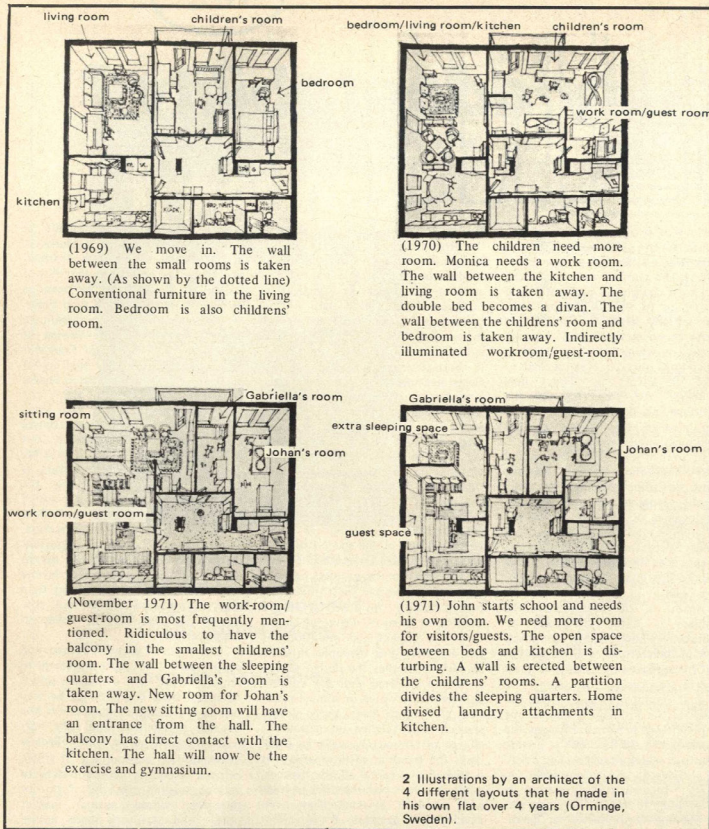 living room
children's room
bedroom
kitchen
(1969) We move in. The wall
between the small rooms is taken
away. (As shown by the dotted line)
Conventional furniture in the living
room. Bedroom is also childrens'
room.
bedroom/living room/kitchen
children's room
work room/guest room
(1970) The children need more
room. Monica needs a work room.
The wall between the kitchen and
living room is taken away. The
double bed becomes a divan. The
wall between the childrens' room and
bedroom is taken away. Indirectly
illuminated workroom/guest-room.
Gabriella's room
sitting room
Johan's room
work room/guest room
(November 1971) The work-room/
guest-room is most frequently men-
tioned. Ridiculous to have the
balcony in the smallest childrens'
room. The wall between the sleeping
quarters and Gabriella's room is
taken away. New room for Johan's
room. The new sitting room will have
an entrance from the hall. The
balcony has direct contact with the
kitchen. The hall will now be the
exercise and gymnasium.
Gabriella's room
extra sleeping space
Johan's room
guest space
(1971) John starts school and needs
his own room. We need more room
for visitors/guests. The open space
between beds and kitchen is dis-
turbing. A wall is erected between
the childrens' rooms. A partition
divides the sleeping quarters. Home
divised laundry attachments in
kitchen.
2 Illustrations by an architect of the
4 different layouts that he made in
his own flat over 4 years (Orminge,
Sweden).